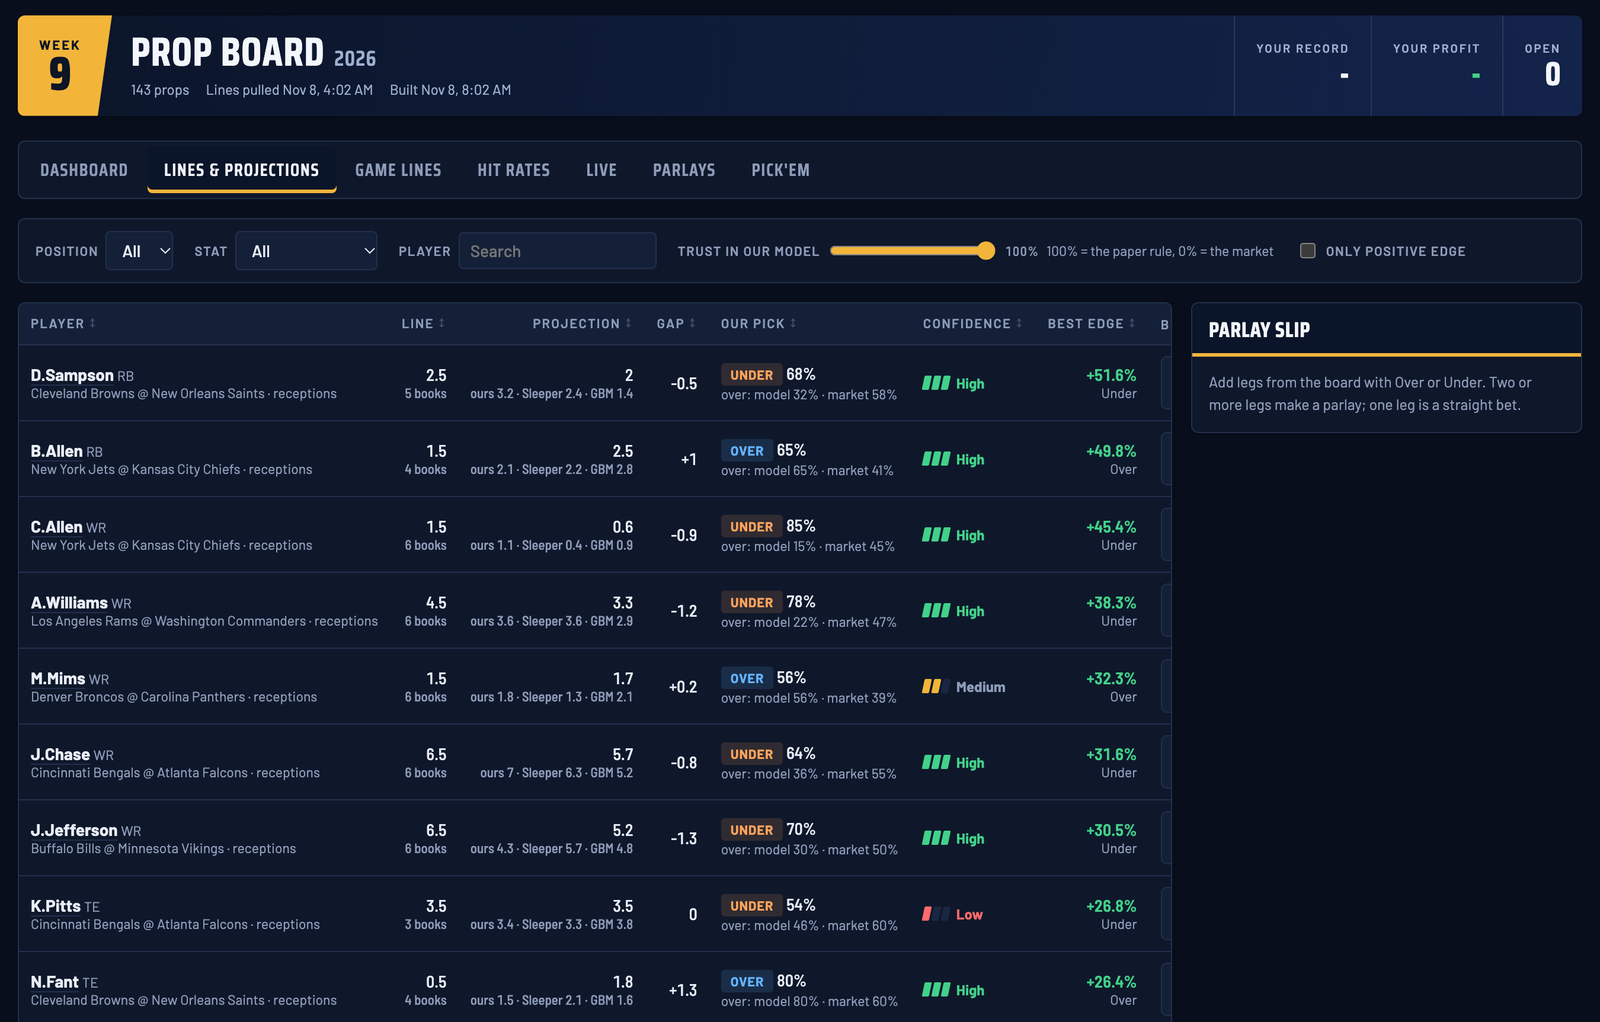 WEEK
9
PROP BOARD 2026
143 props Lines pulled Nov 8, 4:02 AM Built Nov 8, 8:02 AM
YOUR RECORD
-
YOUR PROFIT
-
OPEN
0
DASHBOARD LINES & PROJECTIONS GAME LINES HIT RATES LIVE PARLAYS PICK'EM
POSITION All STAT All PLAYER Search TRUST IN OUR MODEL 100% 100% = the paper rule, 0% = the market ONLY POSITIVE EDGE
PLAYER ↕ LINE ↕ PROJECTION ↕ GAP ↕ OUR PICK ↕ CONFIDENCE ↕ BEST EDGE ↕ B
D.Sampson RB 2.5 2 -0.5 UNDER 68% High +51.6%
Cleveland Browns @ New Orleans Saints · receptions 5 books ours 3.2 · Sleeper 2.4 · GBM 1.4 over: model 32% · market 58% Under
B.Allen RB 1.5 2.5 +1 OVER 65% High +49.8%
New York Jets @ Kansas City Chiefs · receptions 4 books ours 2.1 · Sleeper 2.2 · GBM 2.8 over: model 65% · market 41% Over
C.Allen WR 1.5 0.6 -0.9 UNDER 85% High +45.4%
New York Jets @ Kansas City Chiefs · receptions 6 books ours 1.1 · Sleeper 0.4 · GBM 0.9 over: model 15% · market 45% Under
A.Williams WR 4.5 3.3 -1.2 UNDER 78% High +38.3%
Los Angeles Rams @ Washington Commanders · receptions 6 books ours 3.6 · Sleeper 3.6 · GBM 2.9 over: model 22% · market 47% Under
M.Mims WR 1.5 1.7 +0.2 OVER 56% Medium +32.3%
Denver Broncos @ Carolina Panthers · receptions 6 books ours 1.8 · Sleeper 1.3 · GBM 2.1 over: model 56% · market 39% Over
J.Chase WR 6.5 5.7 -0.8 UNDER 64% High +31.6%
Cincinnati Bengals @ Atlanta Falcons · receptions 6 books ours 7 · Sleeper 6.3 · GBM 5.2 over: model 36% · market 55% Under
J.Jefferson WR 6.5 5.2 -1.3 UNDER 70% High +30.5%
Buffalo Bills @ Minnesota Vikings · receptions 6 books ours 4.3 · Sleeper 5.7 · GBM 4.8 over: model 30% · market 50% Under
K.Pitts TE 3.5 3.5 0 UNDER 54% Low +26.8%
Cincinnati Bengals @ Atlanta Falcons · receptions 3 books ours 3.4 · Sleeper 3.3 · GBM 3.8 over: model 46% · market 60% Under
N.Fant TE 0.5 1.8 +1.3 OVER 80% High +26.4%
Cleveland Browns @ New Orleans Saints · receptions 4 books ours 1.5 · Sleeper 2.1 · GBM 1.6 over: model 80% · market 60% Over
PARLAY SLIP
Add legs from the board with Over or Under. Two or
more legs make a parlay; one leg is a straight bet.